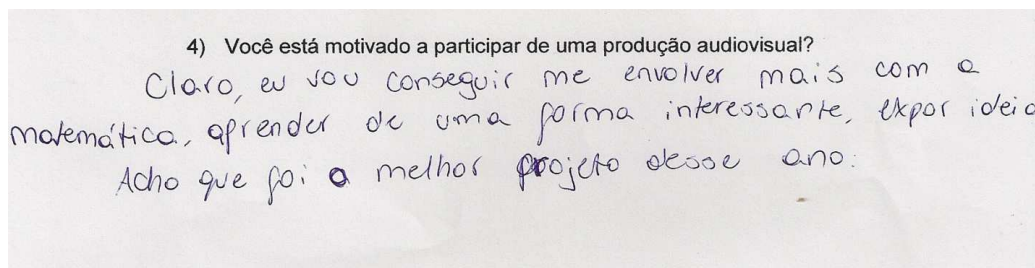 4) Você está motivado a participar de uma produção audiovisual?
Claro, eu vou conseguir me envolver mais com a
matemática, aprender de uma forma interessante, expor ideia
Acho que foi o melhor projeto desse ano.